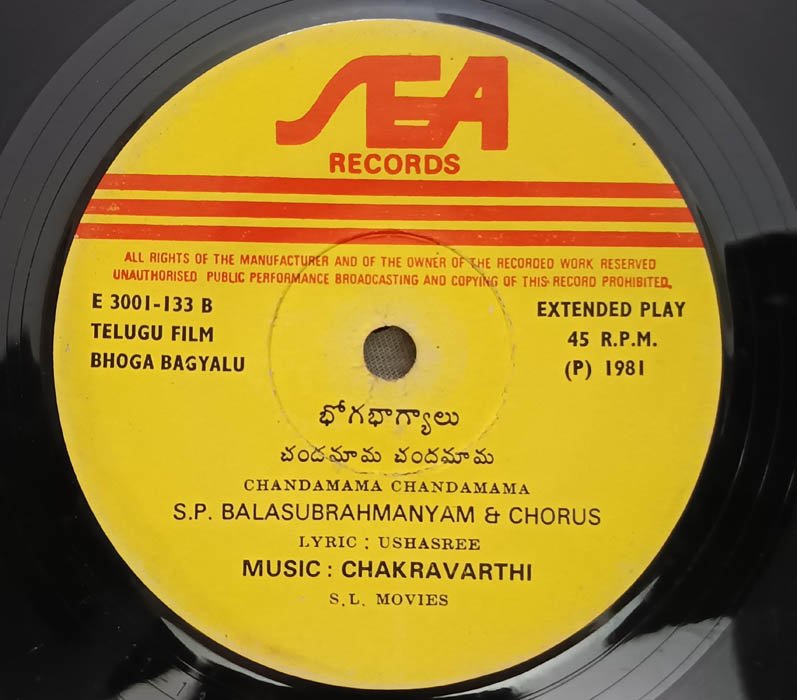 SEA
RECORDS
ALL RIGHTS OF THE MANUFACTURER AND OF THE OWNER OF THE RECORDED WORK RESERVED
UNAUTHORISED PUBLIC PERFORMANCE BROADCASTING AND COPYING OF THIS RECORD PROHIBITED.
E 3001-133 B
TELUGU FILM
BHOGA BAGYALU
EXTENDED PLAY
45 R.P.M.
(P) 1981
భోగభాగ్యాలు
చందమామ చందమామ
CHANDAMAMA CHANDAMAMA
S.P. BALASUBRAHMANYAM & CHORUS
LYRIC : USHASREE
MUSIC : CHAKRAVARTHI
S.L. MOVIES